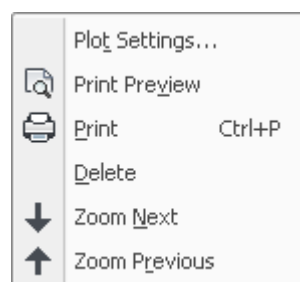 Plot Settings...
Print Preview
Print Ctrl+P
Delete
Zoom Next
Zoom Previous